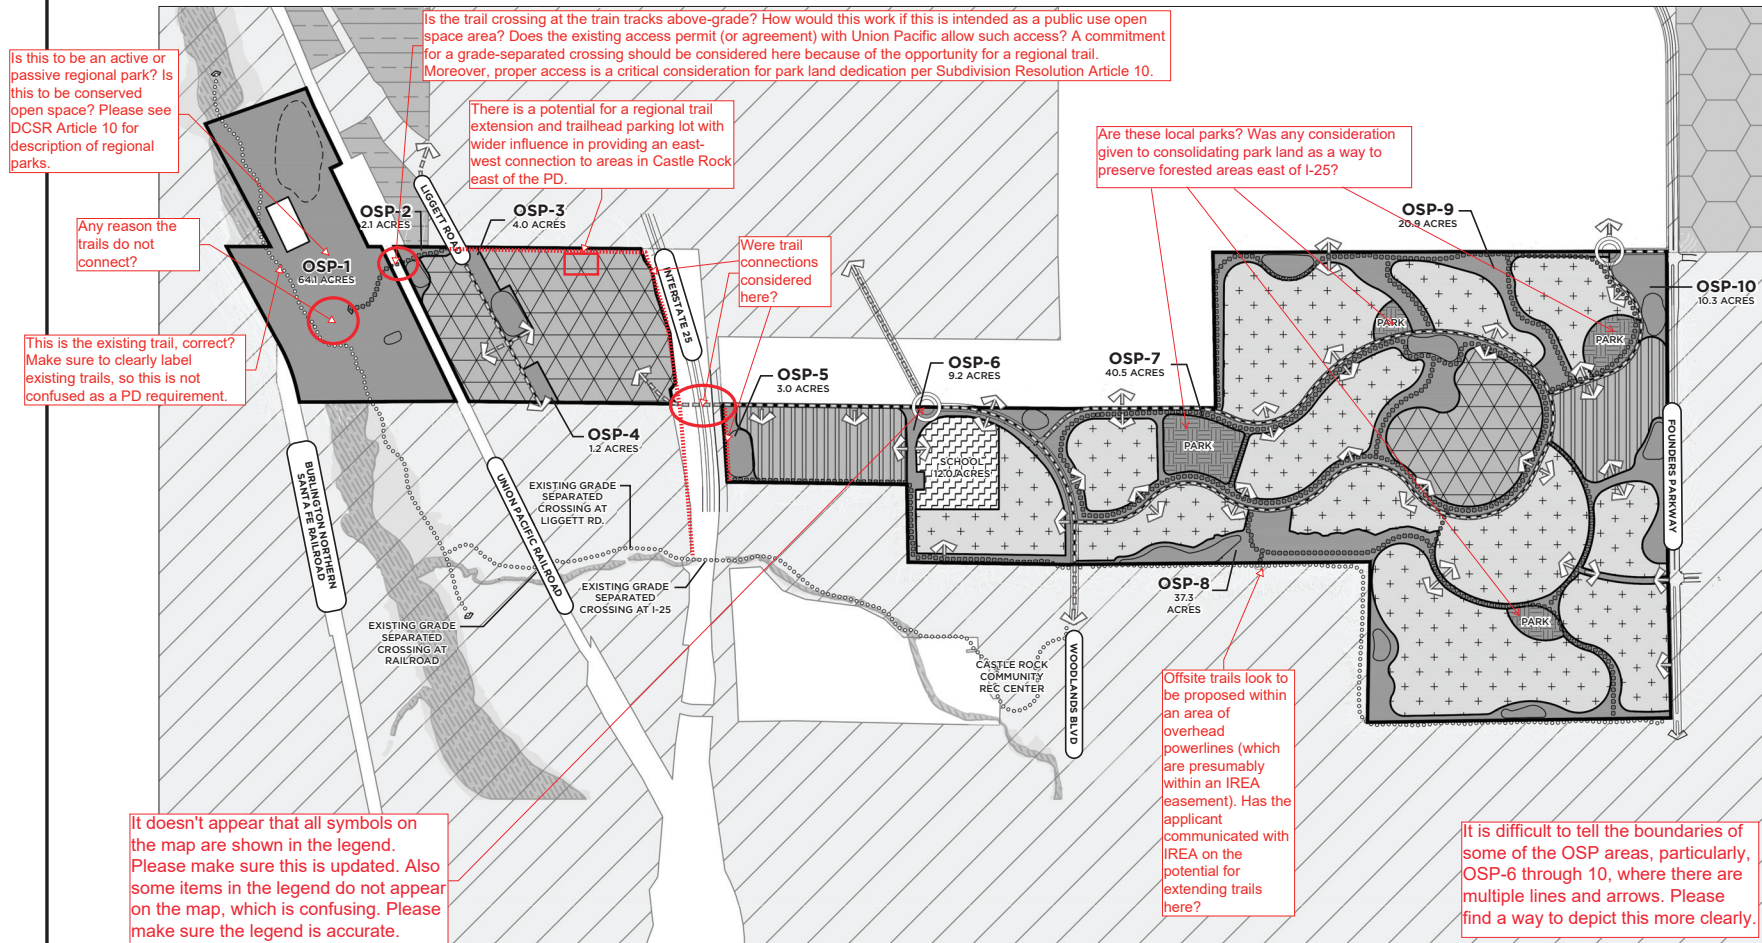 Is the trail crossing at the train tracks above-grade? How would this work if this is intended as a public use open
space area? Does the existing access permit (or agreement) with Union Pacific allow such access? A commitment
for a grade-separated crossing should be considered here because of the opportunity for a regional trail.
Moreover, proper access is a critical consideration for park land dedication per Subdivision Resolution Article 10.
Is this to be an active or
passive regional park? Is
this to be conserved
open space? Please see
DCSR Article 10 for
description of regional
parks.
There is a potential for a regional trail
extension and trailhead parking lot with
wider influence in providing an east-
west connection to areas in Castle Rock
east of the PD.
Are these local parks? Was any consideration
given to consolidating park land as a way to
preserve forested areas east of I-25?
Any reason the
trails do not
connect?
OSP-1
64.1 ACRES
OSP-2
2.1 ACRES
LIGGETT ROAD
OSP-3
4.0 ACRES
INTERSTATE 25
Were trail
connections
considered
here?
OSP-9
20.9 ACRES
OSP-10
10.3 ACRES
PARK
PARK
This is the existing trail, correct?
Make sure to clearly label
existing trails, so this is not
confused as a PD requirement.
OSP-4
1.2 ACRES
OSP-5
3.0 ACRES
OSP-6
9.2 ACRES
OSP-7
40.5 ACRES
PARK
SCHOOL
12.0 ACRES
FOUNDERS PARKWAY
BURLINGTON NORTHERN
SANTA FE RAILROAD
UNION PACIFIC RAILROAD
EXISTING GRADE
SEPARATED
CROSSING AT
LIGGETT RD.
EXISTING GRADE
SEPARATED
CROSSING AT I-25
EXISTING GRADE
SEPARATED
CROSSING AT
RAILROAD
OSP-8
37.3
ACRES
PARK
CASTLE ROCK
COMMUNITY
REC CENTER
WOODLANDS BLVD
Offsite trails look to
be proposed within
an area of
overhead
powerlines (which
are presumably
within an IREA
easement). Has the
applicant
communicated with
IREA on the
potential for
extending trails
here?
It doesn't appear that all symbols on
the map are shown in the legend.
Please make sure this is updated. Also
some items in the legend do not appear
on the map, which is confusing. Please
make sure the legend is accurate.
It is difficult to tell the boundaries of
some of the OSP areas, particularly,
OSP-6 through 10, where there are
multiple lines and arrows. Please
find a way to depict this more clearly.